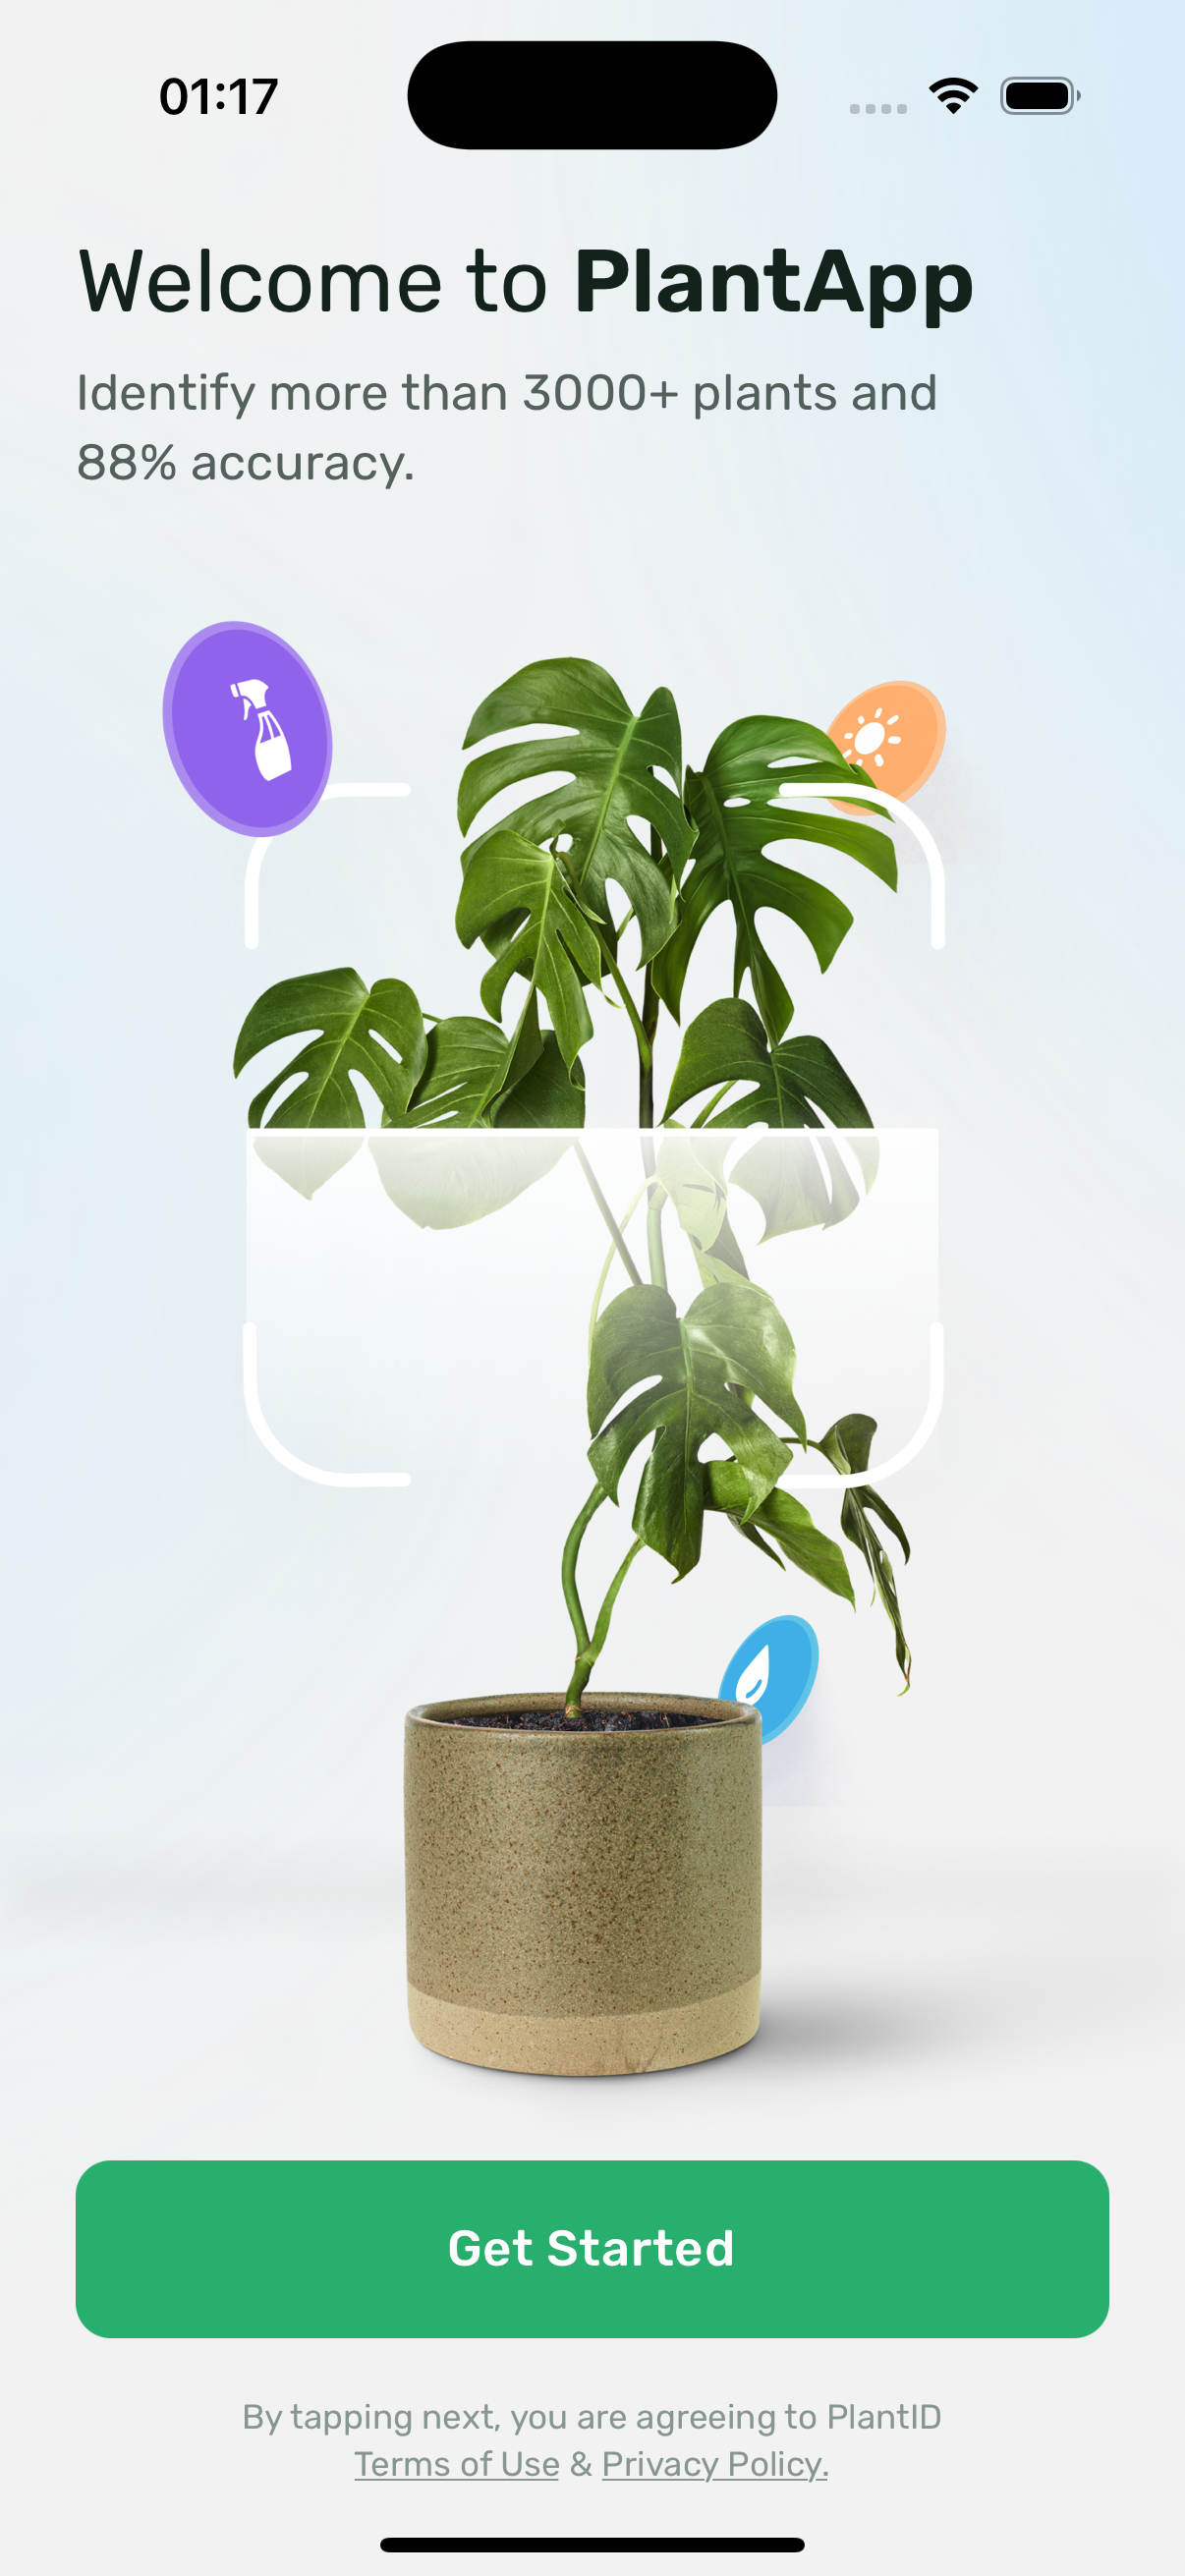 01:17
Welcome to PlantApp
Identify more than 3000+ plants and
88% accuracy.
Get Started
By tapping next, you are agreeing to PlantID
Terms of Use & Privacy Policy.